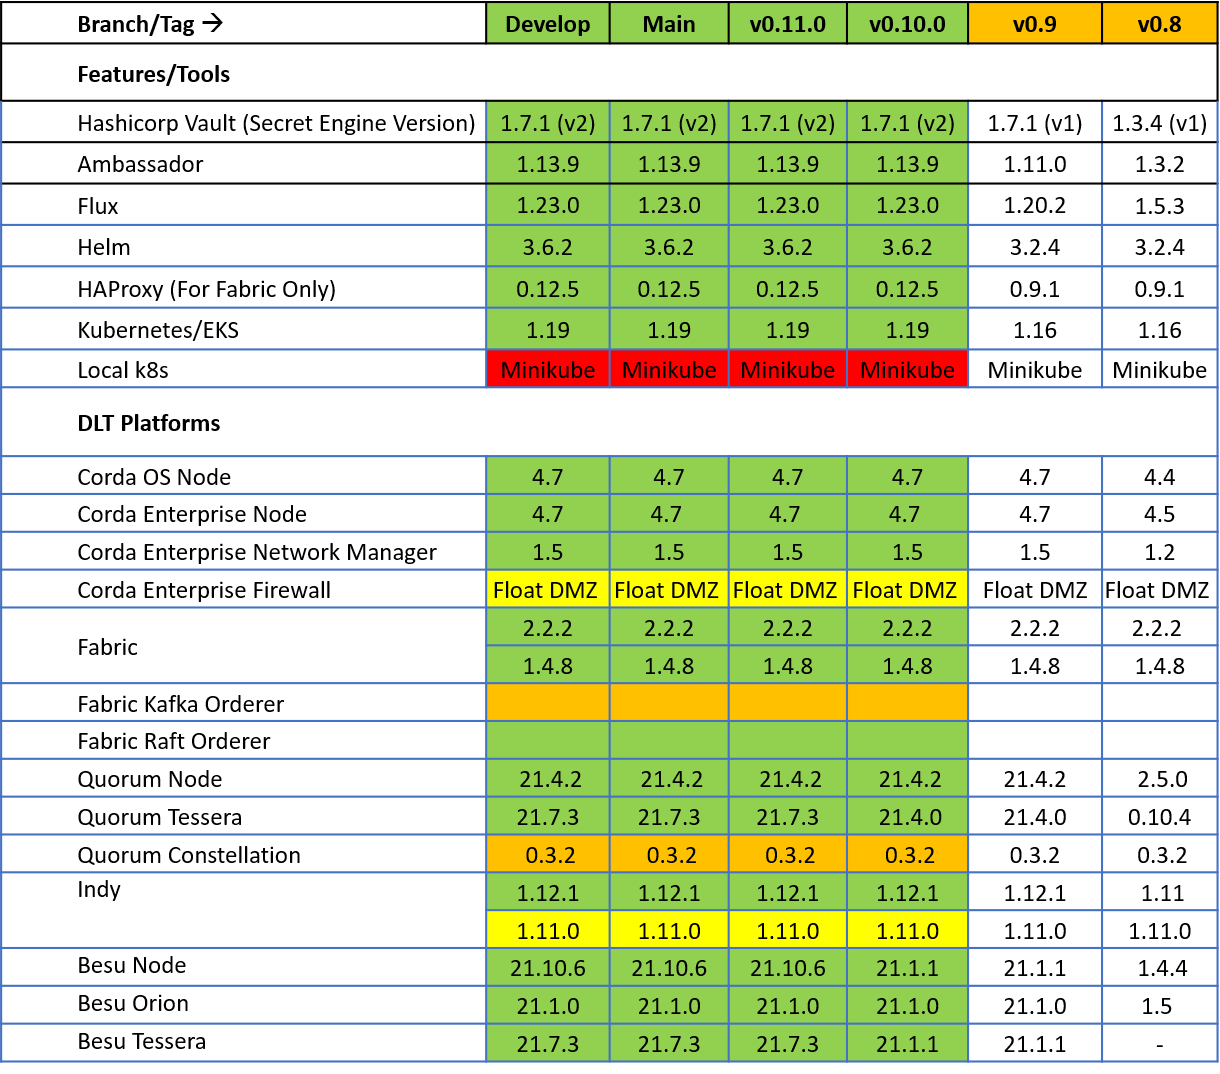 Branch/Tag → Develop Main v0.11.0 v0.10.0 v0.9 v0.8
Features/Tools
Hashicorp Vault (Secret Engine Version) 1.7.1 (v2) 1.7.1 (v2) 1.7.1 (v2) 1.7.1 (v2) 1.7.1 (v1) 1.3.4 (v1)
Ambassador 1.13.9 1.13.9 1.13.9 1.13.9 1.11.0 1.3.2
Flux 1.23.0 1.23.0 1.23.0 1.23.0 1.20.2 1.5.3
Helm 3.6.2 3.6.2 3.6.2 3.6.2 3.2.4 3.2.4
HAProxy (For Fabric Only) 0.12.5 0.12.5 0.12.5 0.12.5 0.9.1 0.9.1
Kubernetes/EKS 1.19 1.19 1.19 1.19 1.16 1.16
Local k8s Minikube Minikube Minikube Minikube Minikube Minikube
DLT Platforms
Corda OS Node 4.7 4.7 4.7 4.7 4.7 4.4
Corda Enterprise Node 4.7 4.7 4.7 4.7 4.7 4.5
Corda Enterprise Network Manager 1.5 1.5 1.5 1.5 1.5 1.2
Corda Enterprise Firewall Float DMZ Float DMZ Float DMZ Float DMZ Float DMZ Float DMZ
Fabric 2.2.2 2.2.2 2.2.2 2.2.2 2.2.2 2.2.2
1.4.8 1.4.8 1.4.8 1.4.8 1.4.8 1.4.8
Fabric Kafka Orderer
Fabric Raft Orderer
Quorum Node 21.4.2 21.4.2 21.4.2 21.4.2 21.4.2 2.5.0
Quorum Tessera 21.7.3 21.7.3 21.7.3 21.4.0 21.4.0 0.10.4
Quorum Constellation 0.3.2 0.3.2 0.3.2 0.3.2 0.3.2 0.3.2
Indy 1.12.1 1.12.1 1.12.1 1.12.1 1.12.1 1.11
1.11.0 1.11.0 1.11.0 1.11.0 1.11.0 1.11.0
Besu Node 21.10.6 21.10.6 21.10.6 21.1.1 21.1.1 1.4.4
Besu Orion 21.1.0 21.1.0 21.1.0 21.1.0 21.1.0 1.5
Besu Tessera 21.7.3 21.7.3 21.7.3 21.1.1 21.1.1 -